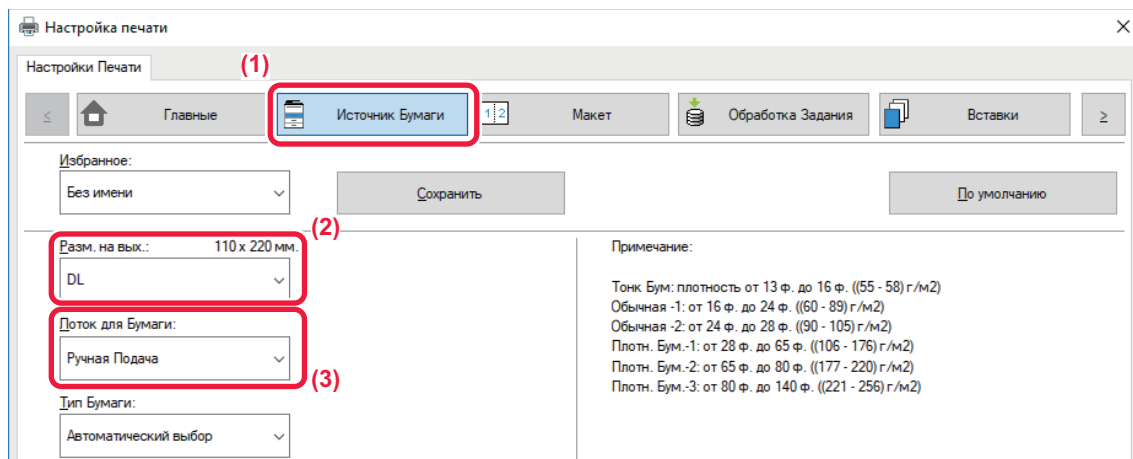 Настройка печати
Настройки Печати
(1)
≤
Главные
Источник Бумаги
1 2
Макет
Обработка Задания
Вставки
≥
Избранное:
Без имени
Сохранить
По умолчанию
(2)
Разм. на вых.: 110 x 220 мм.
DL
Лоток для Бумаги:
Ручная Подача
(3)
Тип Бумаги:
Автоматический выбор
Примечание:
Тонк Бум: плотность от 13 ф. до 16 ф. ((55 - 58) г/м2)
Обычная -1: от 16 ф. до 24 ф. ((60 - 89) г/м2)
Обычная -2: от 24 ф. до 28 ф. ((90 - 105) г/м2)
Плотн. Бум.-1: от 28 ф. до 65 ф. ((106 - 176) г/м2)
Плотн. Бум.-2: от 65 ф. до 80 ф. ((177 - 220) г/м2)
Плотн. Бум.-3: от 80 ф. до 140 ф. ((221 - 256) г/м2)